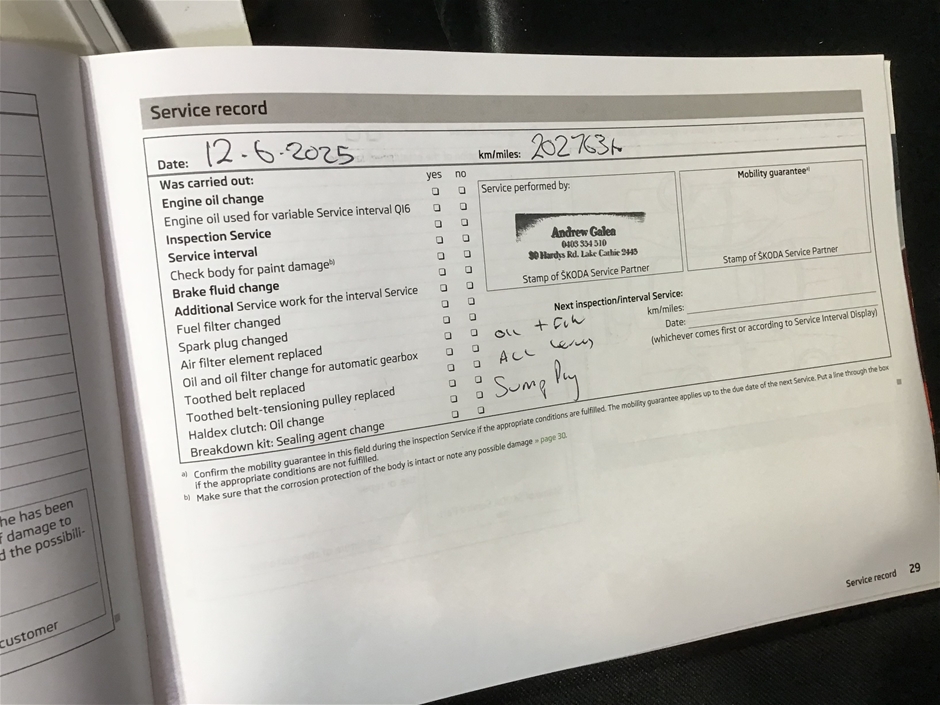 Service record
Date: 12-6-2025 km/miles: 202763
Was carried out: yes no
Engine oil change
Engine oil used for variable Service interval QI6
Inspection Service
Service interval
Check body for paint damage b)
Brake fluid change
Additional Service work for the interval Service
Fuel filter changed
Spark plug changed
Air filter element replaced
Oil and oil filter change for automatic gearbox
Toothed belt replaced
Toothed belt-tensioning pulley replaced
Haldex clutch: Oil change
Breakdown kit: Sealing agent change
Service performed by:
Andrew Galea
0403 334 510
80 Hardys Rd. Lake Cathie 2445
Stamp of ŠKODA Service Partner
Mobility guarantee a)
Stamp of ŠKODA Service Partner
Next inspection/interval Service:
km/miles:
Date:
(whichever comes first or according to Service Interval Display)
Oil +
Sump
a) Confirm the mobility guarantee in this field during the Inspection Service if the appropriate conditions are fulfilled. The mobility guarantee applies up to the due date of the next Service. Put a line through the box
if the appropriate conditions are not fulfilled.
b) Make sure that the corrosion protection of the body is intact or note any possible damage » page 30.
he has been
f damage to
d the possibili-
customer
Service record 29